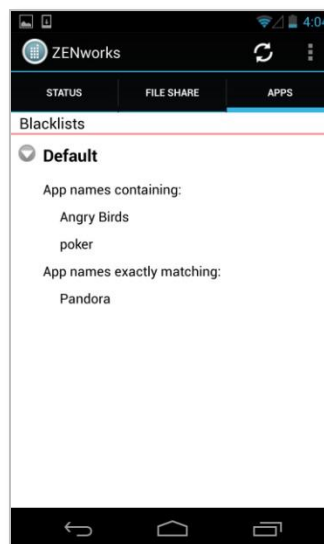 4:04
ZENworks
STATUS FILE SHARE APPS
Blacklists
Default
App names containing:
Angry Birds
poker
App names exactly matching:
Pandora